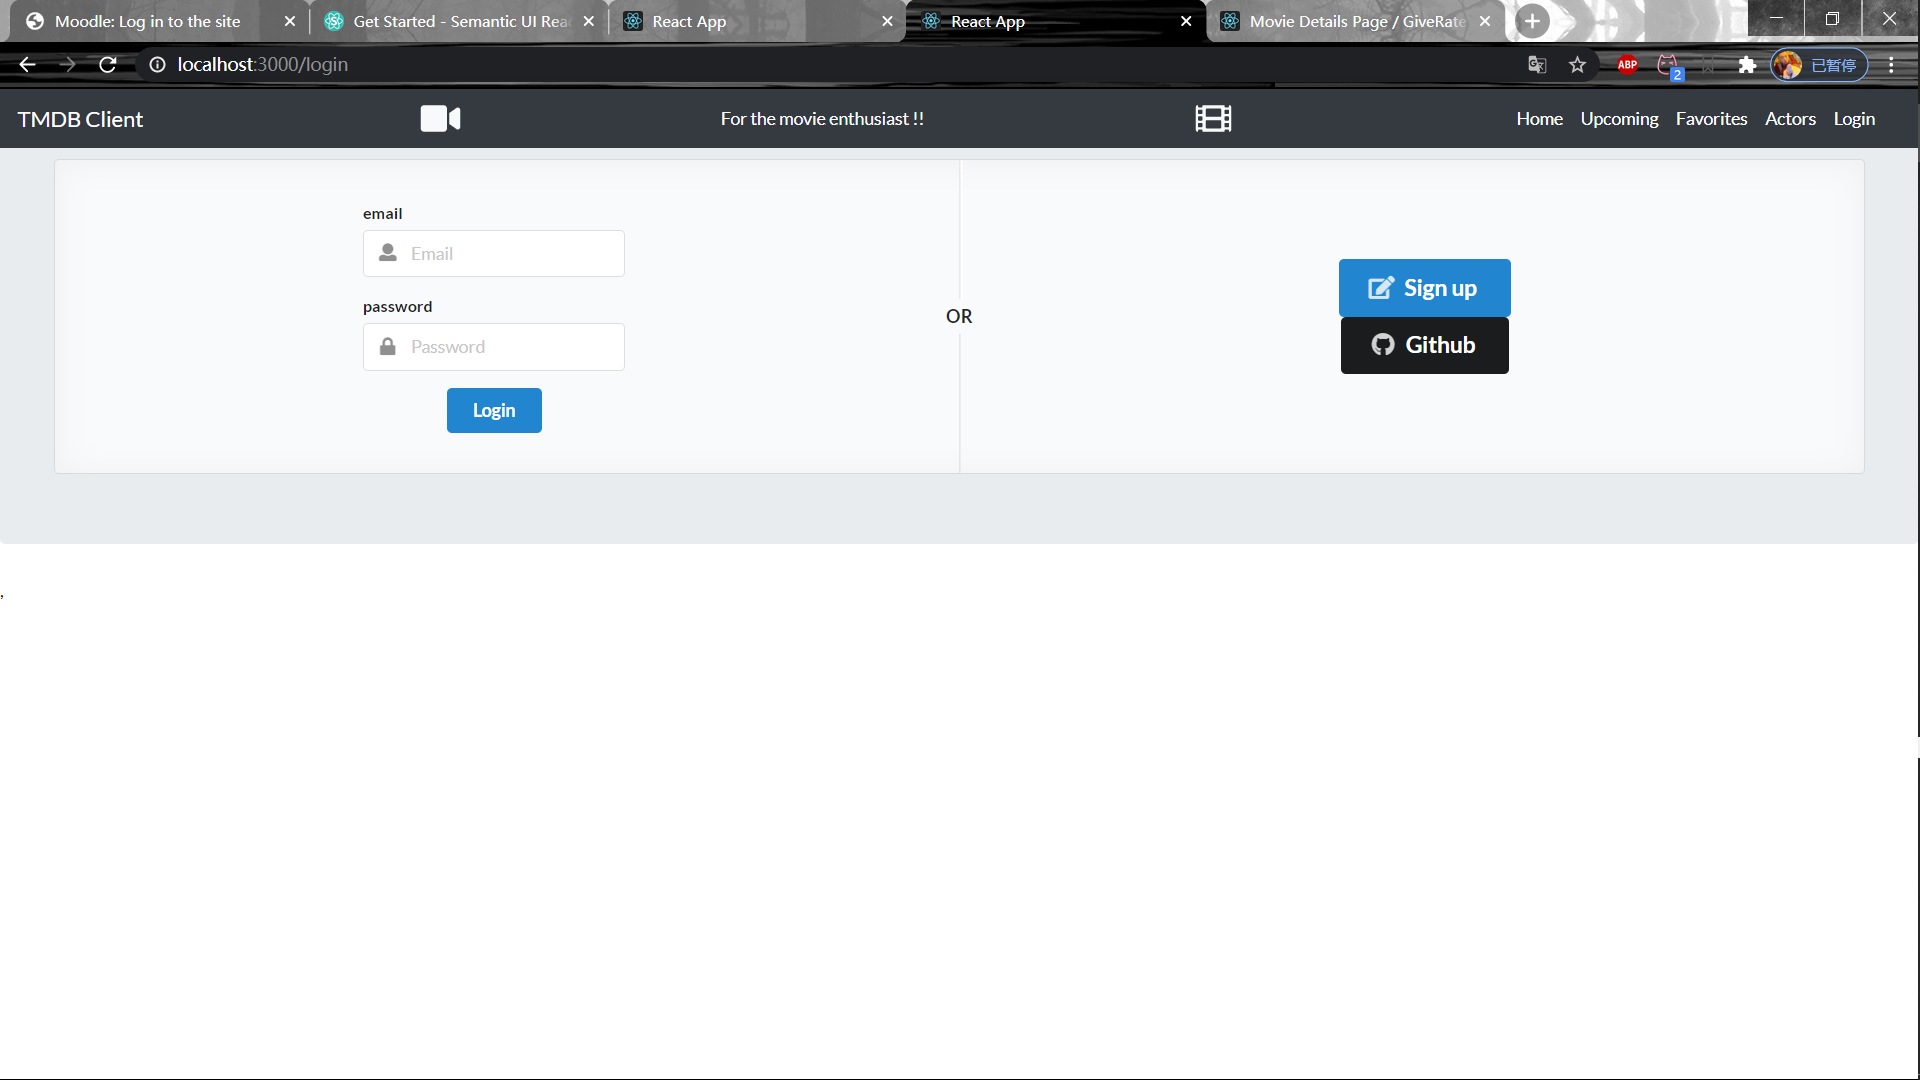 Moodle: Log in to the site
Get Started - Semantic UI Rea
React App
React App
Movie Details Page / GiveRate
localhost:3000/login
ABP
2
已暂停
TMDB Client
For the movie enthusiast !!
Home Upcoming Favorites Actors Login
email
Email
password
Password
Login
OR
Sign up
Github
,